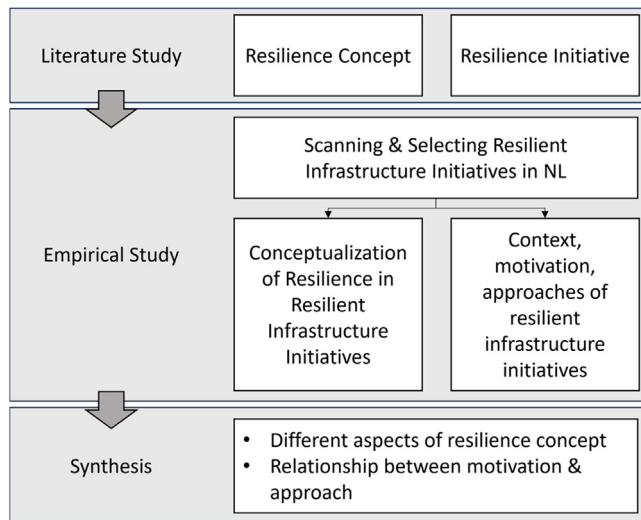 Literature Study
Resilience Concept
Resilience Initiative
Empirical Study
Scanning & Selecting Resilient
Infrastructure Initiatives in NL
Conceptualization
of Resilience in
Resilient
Infrastructure
Initiatives
Context,
motivation,
approaches of
resilient
infrastructure
initiatives
Synthesis
• Different aspects of resilience concept
• Relationship between motivation &
approach